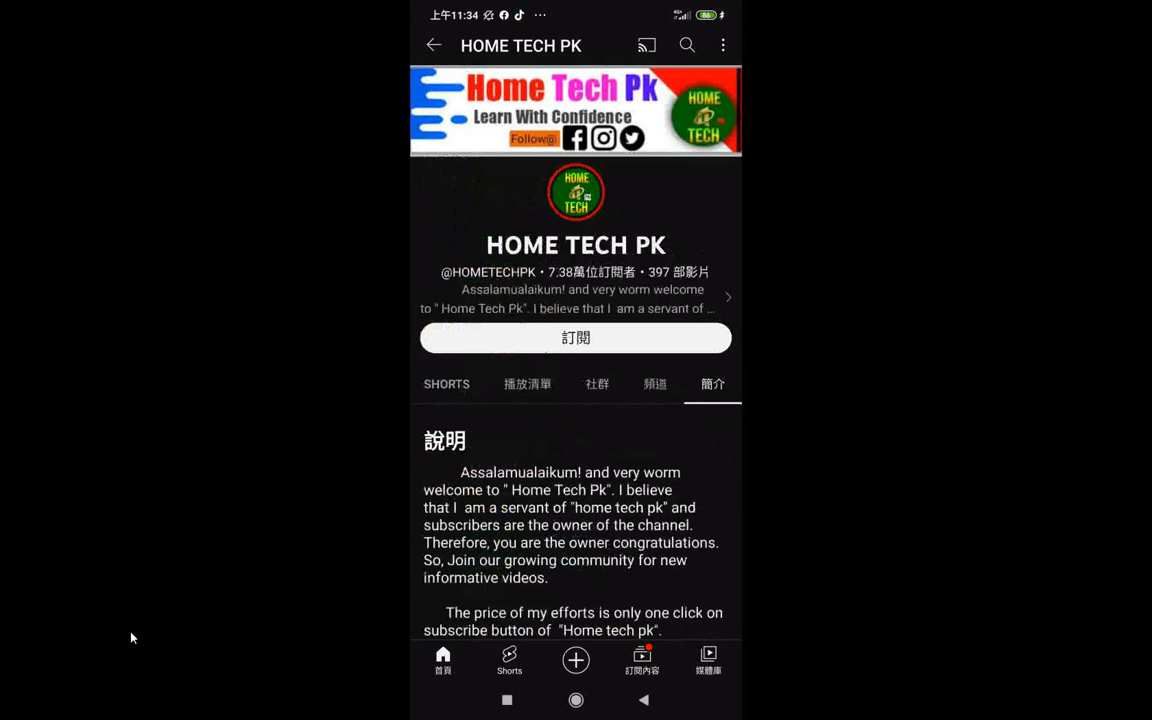 上午11:34
4G+
86
HOME TECH PK
Home Tech Pk
Learn With Confidence
Follow@
HOME
TECH
HOME
TECH
HOME TECH PK
@HOMETECHPK・7.38萬位訂閱者・397 部影片
Assalamualaikum! and very worm welcome
to " Home Tech Pk". I believe that I am a servant of ...
訂閱
SHORTS 播放清單 社群 頻道 簡介
說明
Assalamualaikum! and very worm
welcome to " Home Tech Pk". I believe
that I am a servant of "home tech pk" and
subscribers are the owner of the channel.
Therefore, you are the owner congratulations.
So, Join our growing community for new
informative videos.
The price of my efforts is only one click on
subscribe button of "Home tech pk".
首頁 Shorts 訂閱內容 媒體庫